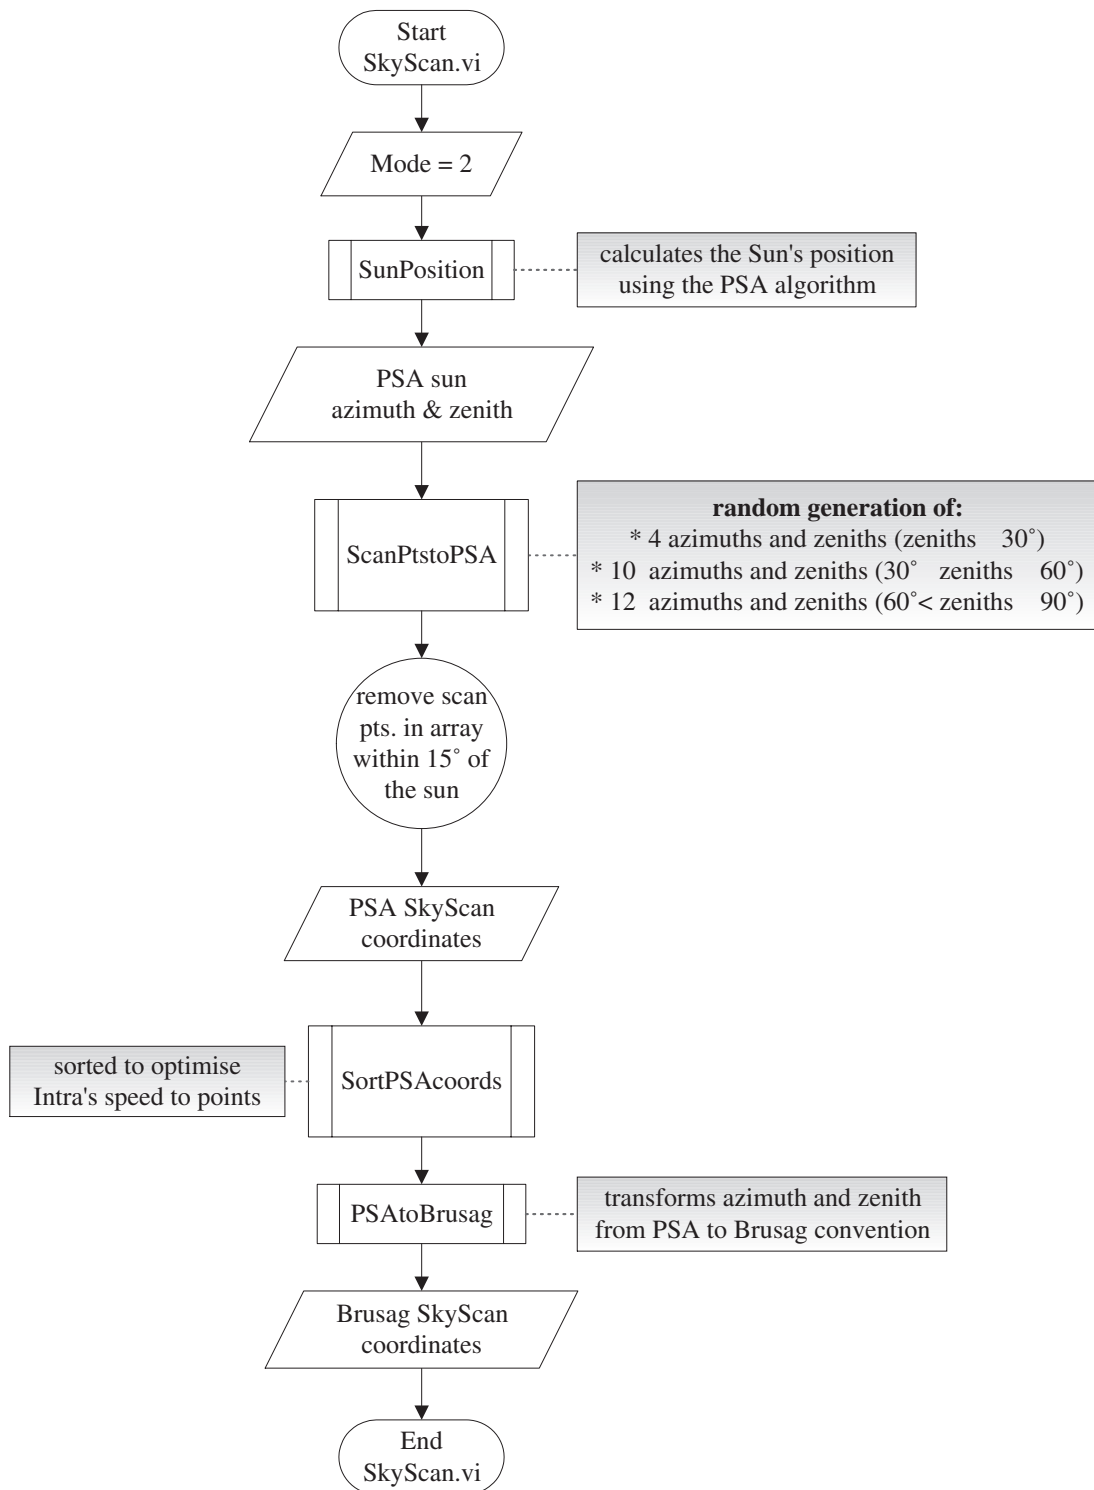 Start
SkyScan.vi
Mode = 2
SunPosition
calculates the Sun's position
using the PSA algorithm
PSA sun
azimuth & zenith
ScanPtstoPSA
random generation of:
* 4 azimuths and zeniths (zeniths 30°)
* 10 azimuths and zeniths (30° zeniths 60°)
* 12 azimuths and zeniths (60°< zeniths 90°)
remove scan
pts. in array
within 15° of
the sun
PSA SkyScan
coordinates
sorted to optimise
Intra's speed to points
SortPSAcoords
PSAtoBrusag
transforms azimuth and zenith
from PSA to Brusag convention
Brusag SkyScan
coordinates
End
SkyScan.vi